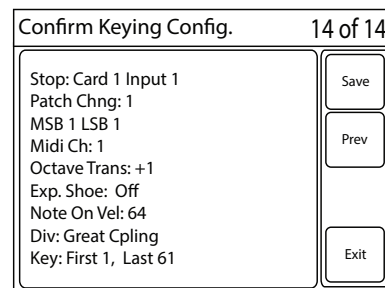 Confirm Keying Config. 14 of 14
Stop: Card 1 Input 1
Patch Chng: 1
MSB 1 LSB 1
Midi Ch: 1
Octave Trans: +1
Exp. Shoe: Off
Note On Vel: 64
Div: Great Cpling
Key: First 1, Last 61
Save
Prev
Exit